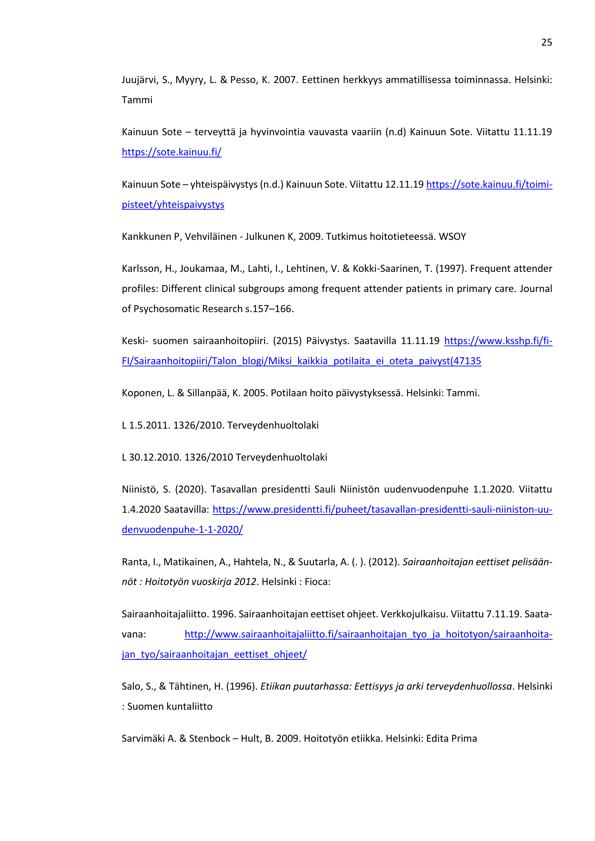 25
Juujärvi, S., Myyry, L. & Pesso, K. 2007. Eettinen herkkyys ammatillisessa toiminnassa. Helsinki:
Tammi
Kainuun Sote – terveyttä ja hyvinvointia vauvasta vaariin (n.d) Kainuun Sote. Viitattu 11.11.19
https://sote.kainuu.fi/
Kainuun Sote – yhteispäivystys (n.d.) Kainuun Sote. Viitattu 12.11.19 https://sote.kainuu.fi/toimi-
pisteet/yhteispaivystys
Kankkunen P, Vehviläinen - Julkunen K, 2009. Tutkimus hoitotieteessä. WSOY
Karlsson, H., Joukamaa, M., Lahti, I., Lehtinen, V. & Kokki-Saarinen, T. (1997). Frequent attender
profiles: Different clinical subgroups among frequent attender patients in primary care. Journal
of Psychosomatic Research s.157–166.
Keski- suomen sairaanhoitopiiri. (2015) Päivystys. Saatavilla 11.11.19 https://www.ksshp.fi/fi-
FI/Sairaanhoitopiiri/Talon_blogi/Miksi_kaikkia_potilaita_ei_oteta_paivyst(47135
Koponen, L. & Sillanpää, K. 2005. Potilaan hoito päivystyksessä. Helsinki: Tammi.
L 1.5.2011. 1326/2010. Terveydenhuoltolaki
L 30.12.2010. 1326/2010 Terveydenhuoltolaki
Niinistö, S. (2020). Tasavallan presidentti Sauli Niinistön uudenvuodenpuhe 1.1.2020. Viitattu
1.4.2020 Saatavilla: https://www.presidentti.fi/puheet/tasavallan-presidentti-sauli-niiniston-uu-
denvuodenpuhe-1-1-2020/
Ranta, I., Matikainen, A., Hahtela, N., & Suutarla, A. (. ). (2012). Sairaanhoitajan eettiset pelisään-
nöt : Hoitotyön vuoskirja 2012. Helsinki : Fioca:
Sairaanhoitajaliitto. 1996. Sairaanhoitajan eettiset ohjeet. Verkkojulkaisu. Viitattu 7.11.19. Saata-
vana: http://www.sairaanhoitajaliitto.fi/sairaanhoitajan_tyo_ja_hoitotyon/sairaanhoita-
jan_tyo/sairaanhoitajan_eettiset_ohjeet/
Salo, S., & Tähtinen, H. (1996). Etiikan puutarhassa: Eettisyys ja arki terveydenhuollossa. Helsinki
: Suomen kuntaliitto
Sarvimäki A. & Stenbock – Hult, B. 2009. Hoitotyön etiikka. Helsinki: Edita Prima